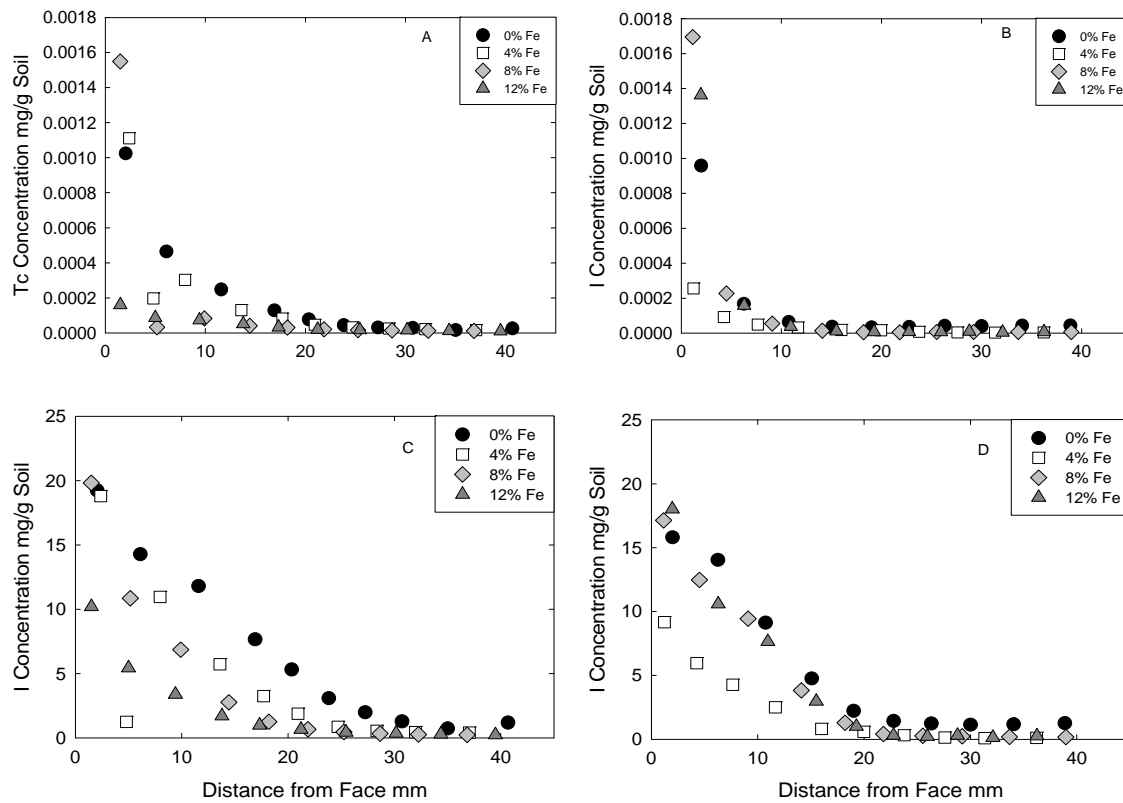 A
0% Fe
4% Fe
8% Fe
12% Fe
Tc Concentration mg/g Soil
0.0018
0.0016
0.0014
0.0012
0.0010
0.0008
0.0006
0.0004
0.0002
0.0000
0 10 20 30 40
B
0% Fe
4% Fe
8% Fe
12% Fe
I Concentration mg/g Soil
0.0018
0.0016
0.0014
0.0012
0.0010
0.0008
0.0006
0.0004
0.0002
0.0000
0 10 20 30 40
C
0% Fe
4% Fe
8% Fe
12% Fe
I Concentration mg/g Soil
25
20
15
10
5
0
0 10 20 30 40
Distance from Face mm
D
0% Fe
4% Fe
8% Fe
12% Fe
I Concentration mg/g Soil
25
20
15
10
5
0
0 10 20 30 40
Distance from Face mm